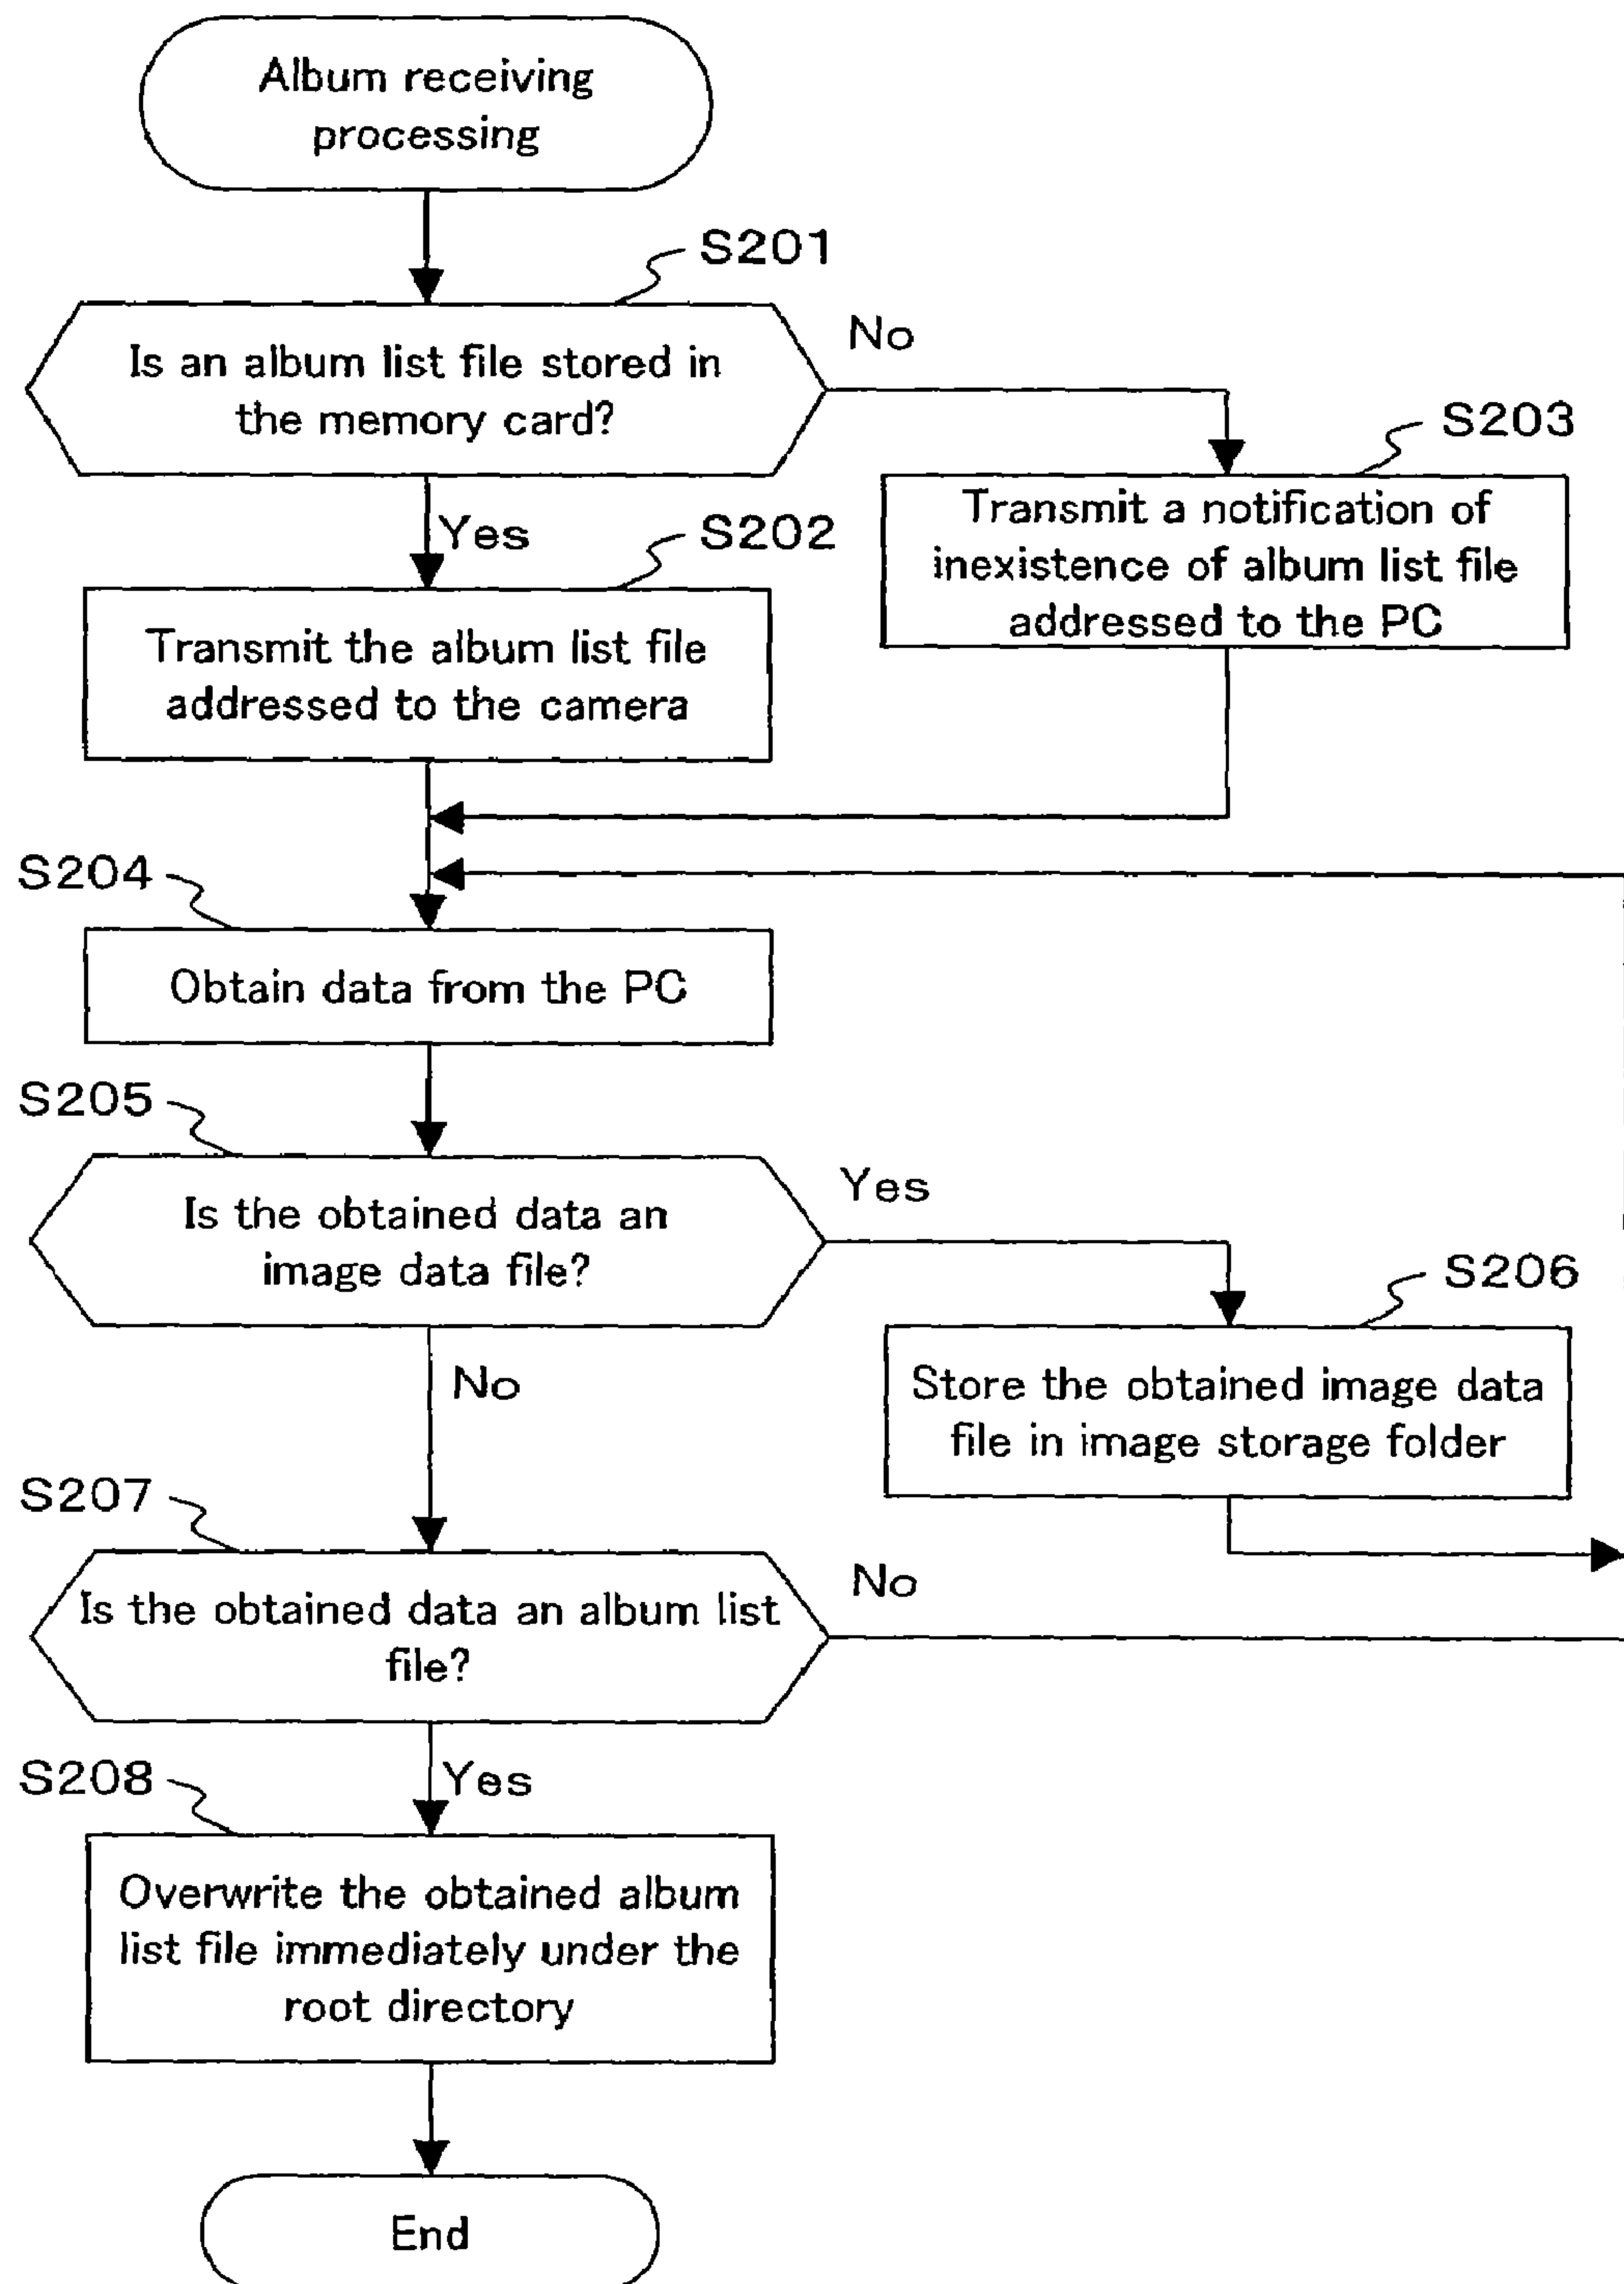 Album receiving
processing
S201
Is an album list file stored in
the memory card?
No
S203
Transmit a notification of
inexistence of album list file
addressed to the PC
Yes
S202
Transmit the album list file
addressed to the camera
S204
Obtain data from the PC
S205
Is the obtained data an
image data file?
Yes
S206
Store the obtained image data
file in image storage folder
No
S207
Is the obtained data an album list
file?
No
Yes
S208
Overwrite the obtained album
list file immediately under the
root directory
End